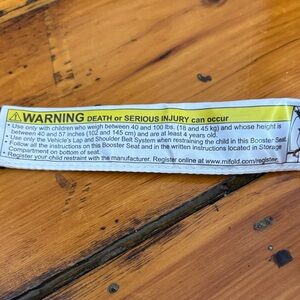 ⚠WARNING DEATH or SERIOUS INJURY can occur
• Use only with children who weigh between 40 and 100 lbs. (18 and 45 kg) and whose height is
between 40 and 57 inches (102 and 145 cm) and are at least 4 years old.
• Use only the Vehicle's Lap and Shoulder Belt System when restraining the child in this Booster Seat.
• Follow all the instructions on this Booster Seat and in the written instructions located in Storage
Compartment on bottom of seat.
• Register your child restraint with the manufacturer. Register online at www.mifold.com/register.